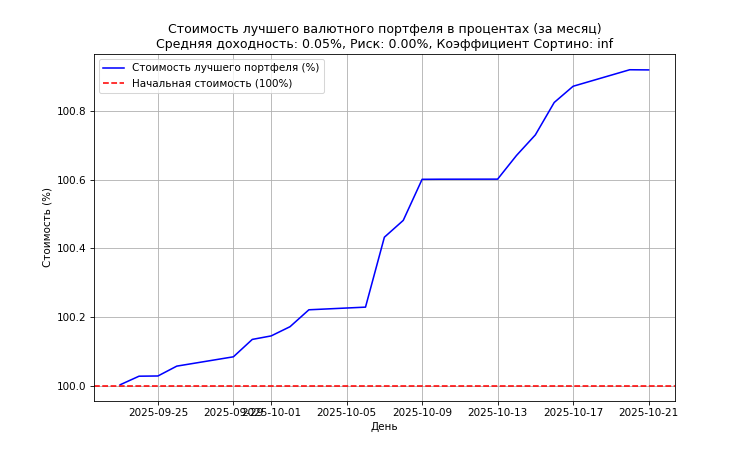 Стоимость лучшего валютного портфеля в процентах (за месяц)
Средняя доходность: 0.05%, Риск: 0.00%, Коэффициент Сортино: inf
Стоимость лучшего портфеля (%)
Начальная стоимость (100%)
Стоимость (%)
100.8
100.6
100.4
100.2
100.0
2025-09-25 2025-09-29 2025-10-01 2025-10-05 2025-10-09 2025-10-13 2025-10-17 2025-10-21
День